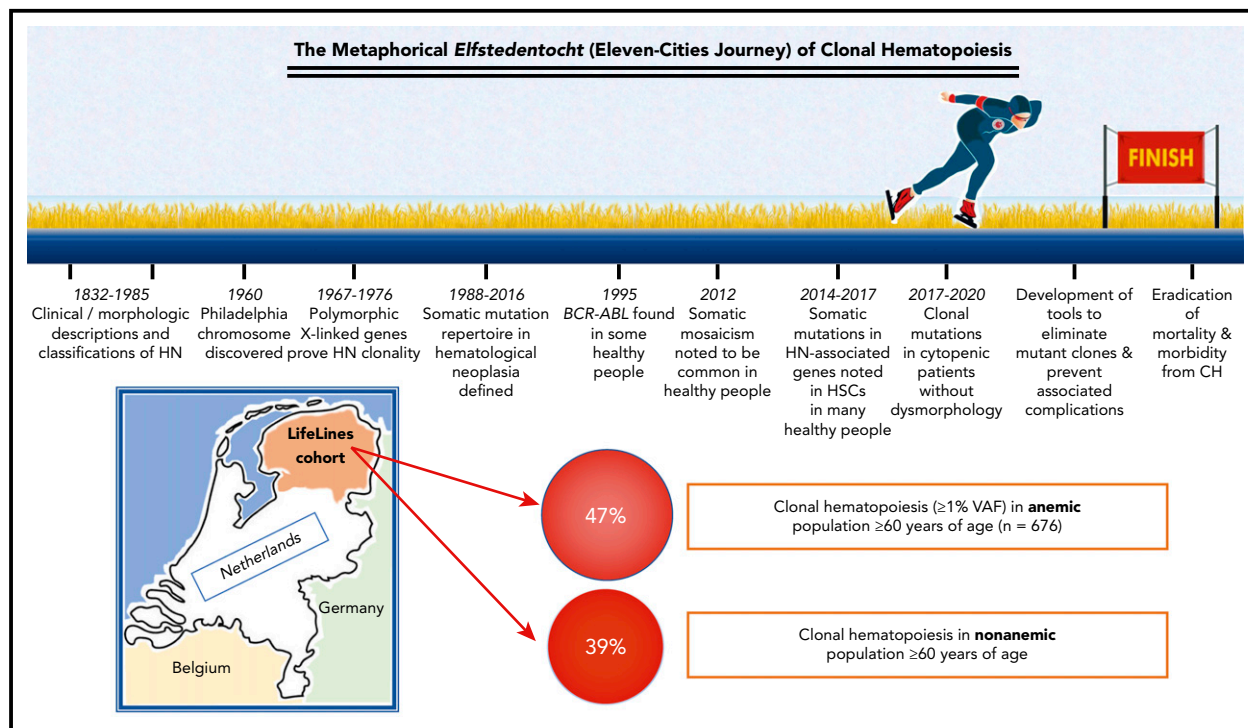 The Metaphorical Elfstedentocht (Eleven-Cities Journey) of Clonal Hematopoiesis
FINISH
1832-1985
Clinical / morphologic
descriptions and
classifications of HN
1960
Philadelphia
chromosome
discovered
1967-1976
Polymorphic
X-linked genes
prove HN clonality
1988-2016
Somatic mutation
repertoire in
hematological
neoplasia
defined
1995
BCR-ABL found
in some
healthy
people
2012
Somatic
mosaicism
noted to be
common in
healthy people
2014-2017
Somatic
mutations in
HN-associated
genes noted
in HSCs
in many
healthy people
2017-2020
Clonal
mutations
in cytopenic
patients
without
dysmorphology
Development of
tools to
eliminate
mutant clones &
prevent
associated
complications
Eradication
of
mortality &
morbidity
from CH
LifeLines
cohort
Netherlands
Germany
Belgium
47%
Clonal hematopoiesis (≥1% VAF) in anemic
population ≥60 years of age (n = 676)
39%
Clonal hematopoiesis in nonanemic
population ≥60 years of age